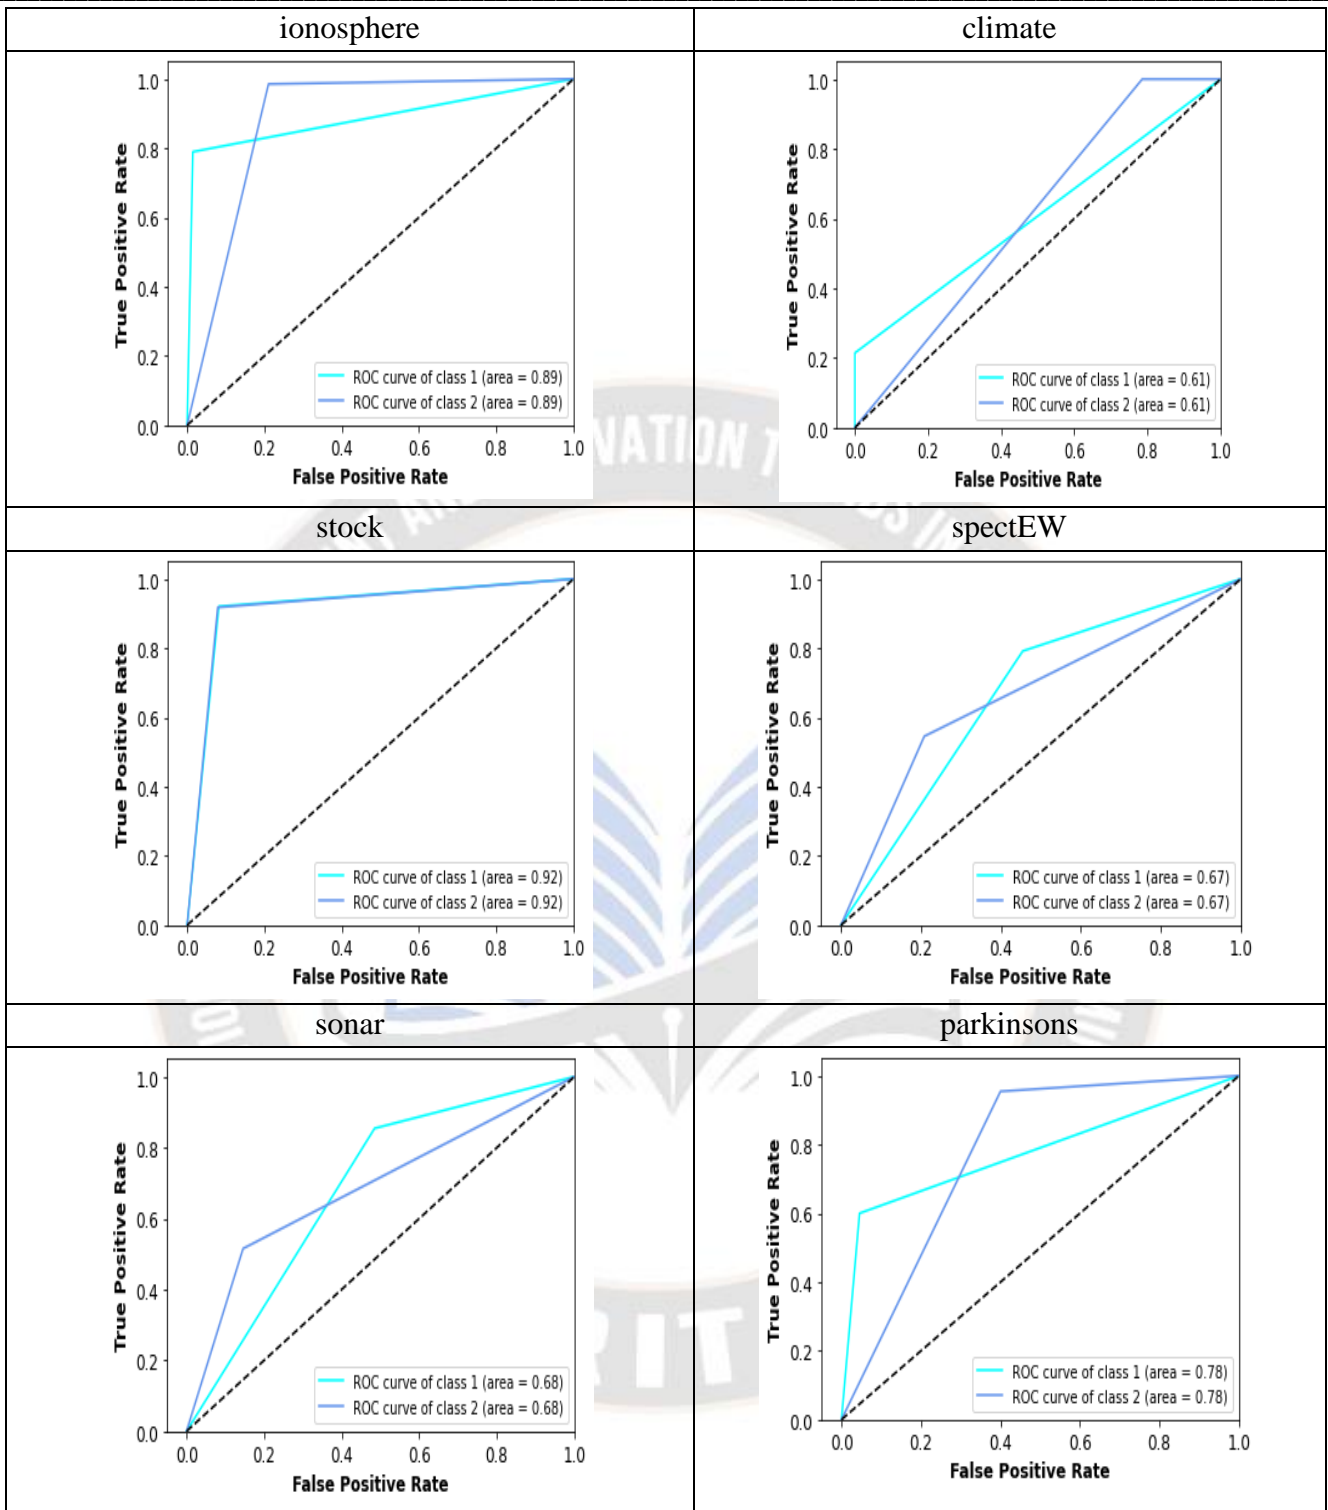 ionosphere
climate
True Positive Rate
1.0
0.8
0.6
0.4
0.2
0.0
ROC curve of class 1 (area = 0.89)
ROC curve of class 2 (area = 0.89)
0.0 0.2 0.4 0.6 0.8 1.0
False Positive Rate
True Positive Rate
1.0
0.8
0.6
0.4
0.2
0.0
ROC curve of class 1 (area = 0.61)
ROC curve of class 2 (area = 0.61)
0.0 0.2 0.4 0.6 0.8 1.0
False Positive Rate
NATION T
stock
spectEW
True Positive Rate
1.0
0.8
0.6
0.4
0.2
0.0
ROC curve of class 1 (area = 0.92)
ROC curve of class 2 (area = 0.92)
0.0 0.2 0.4 0.6 0.8 1.0
False Positive Rate
True Positive Rate
1.0
0.8
0.6
0.4
0.2
0.0
ROC curve of class 1 (area = 0.67)
ROC curve of class 2 (area = 0.67)
0.0 0.2 0.4 0.6 0.8 1.0
False Positive Rate
sonar
parkinsons
True Positive Rate
1.0
0.8
0.6
0.4
0.2
0.0
ROC curve of class 1 (area = 0.68)
ROC curve of class 2 (area = 0.68)
0.0 0.2 0.4 0.6 0.8 1.0
False Positive Rate
True Positive Rate
1.0
0.8
0.6
0.4
0.2
0.0
ROC curve of class 1 (area = 0.78)
ROC curve of class 2 (area = 0.78)
0.0 0.2 0.4 0.6 0.8 1.0
False Positive Rate
RIT